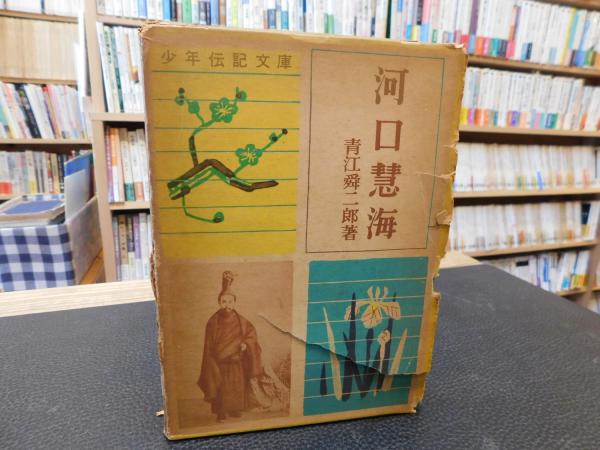 少年伝記文庫
河口慧海
青江舜二郎著